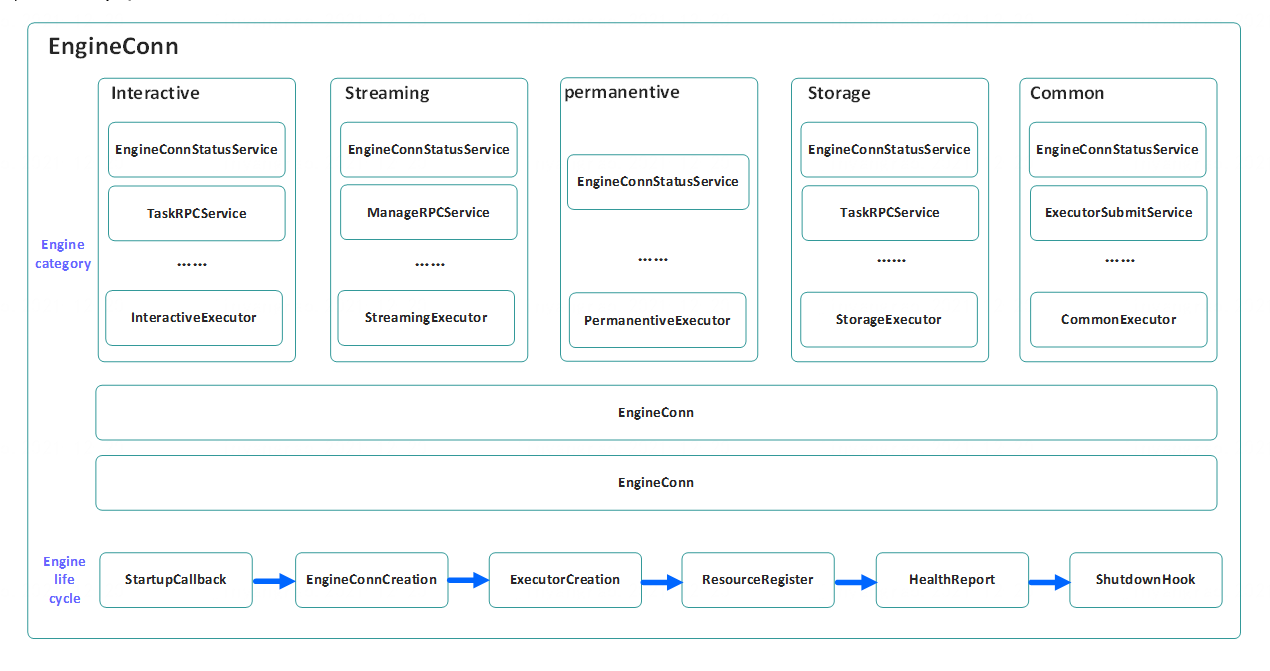 EngineConn
Interactive
EngineConnStatusService
TaskRPCService
......
InteractiveExecutor
Streaming
EngineConnStatusService
ManageRPCService
......
StreamingExecutor
permanentive
EngineConnStatusService
......
PermanentiveExecutor
Storage
EngineConnStatusService
TaskRPCService
......
StorageExecutor
Common
EngineConnStatusService
ExecutorSubmitService
......
CommonExecutor
Engine
category
EngineConn
EngineConn
Engine
life
cycle
StartupCallback
EngineConnCreation
ExecutorCreation
ResourceRegister
HealthReport
ShutdownHook